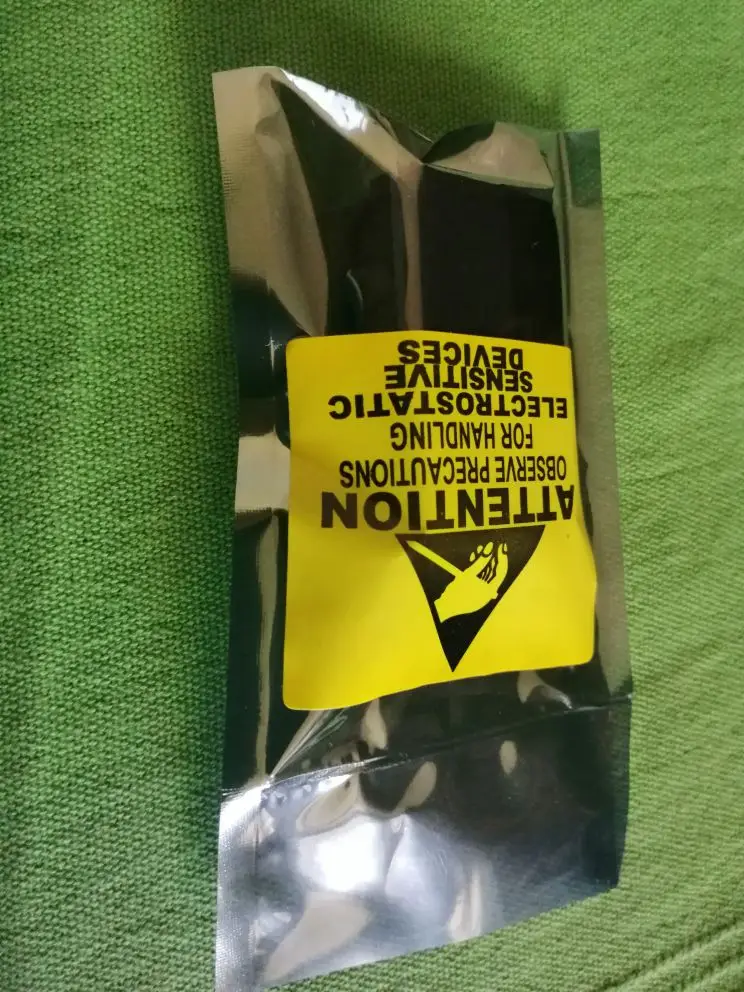 ATTENTION
OBSERVE PRECAUTIONS
FOR HANDLING
ELECTROSTATIC
SENSITIVE
DEVICES